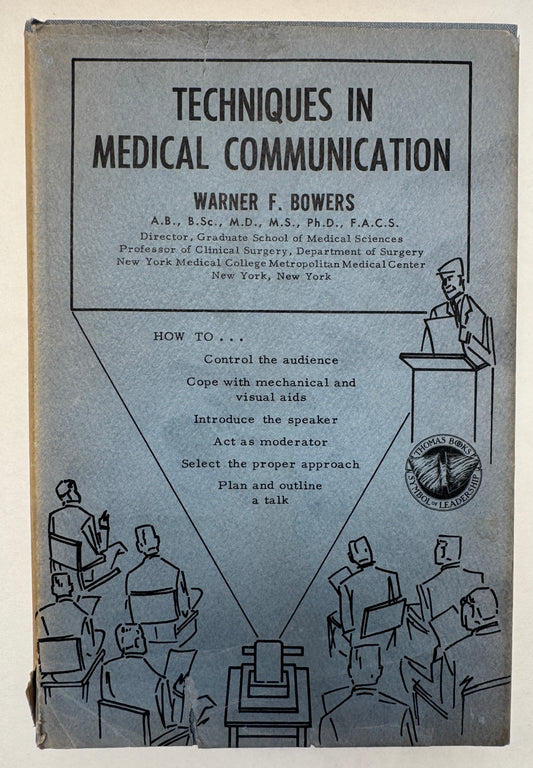 TECHNIQUES IN
MEDICAL COMMUNICATION
WARNER F. BOWERS
A.B., B.Sc., M.D., M.S., Ph.D., F.A.C.S.
Director, Graduate School of Medical Sciences
Professor of Clinical Surgery, Department of Surgery
New York Medical College Metropolitan Medical Center
New York, New York
HOW TO . . .
Control the audience
Cope with mechanical and
visual aids
Introduce the speaker
Act as moderator
Select the proper approach
Plan and outline
a talk
THOMAS BOOKS
SYMBOL OF LEADERSHIP